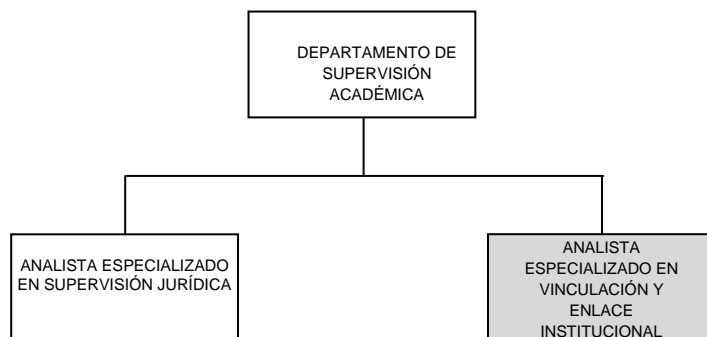 DEPARTAMENTO DE
SUPERVISIÓN
ACADÉMICA
ANALISTA ESPECIALIZADO
EN SUPERVISIÓN JURÍDICA
ANALISTA
ESPECIALIZADO EN
VINCULACIÓN Y
ENLACE
INSTITUCIONAL